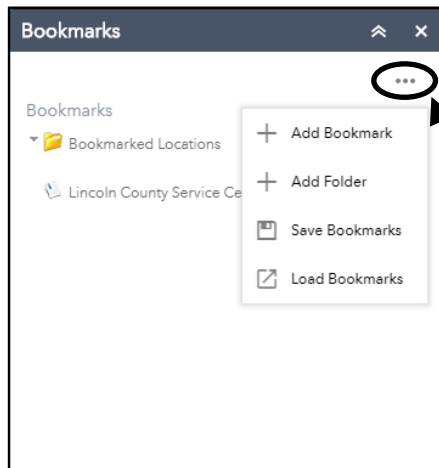 Bookmarks
Bookmarks
Bookmarked Locations
Lincoln County Service Ce
Add Bookmark
Add Folder
Save Bookmarks
Load Bookmarks